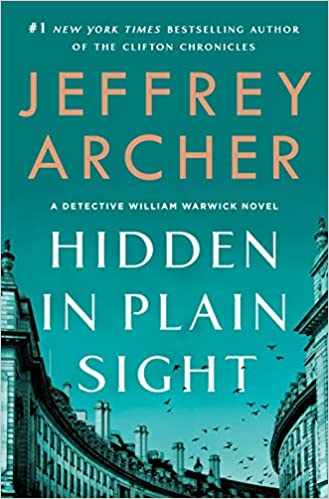 #1 NEW YORK TIMES BESTSELLING AUTHOR
OF THE CLIFTON CHRONICLES
JEFFREY
ARCHER
A DETECTIVE WILLIAM WARWICK NOVEL
HIDDEN
IN PLAIN
SIGHT